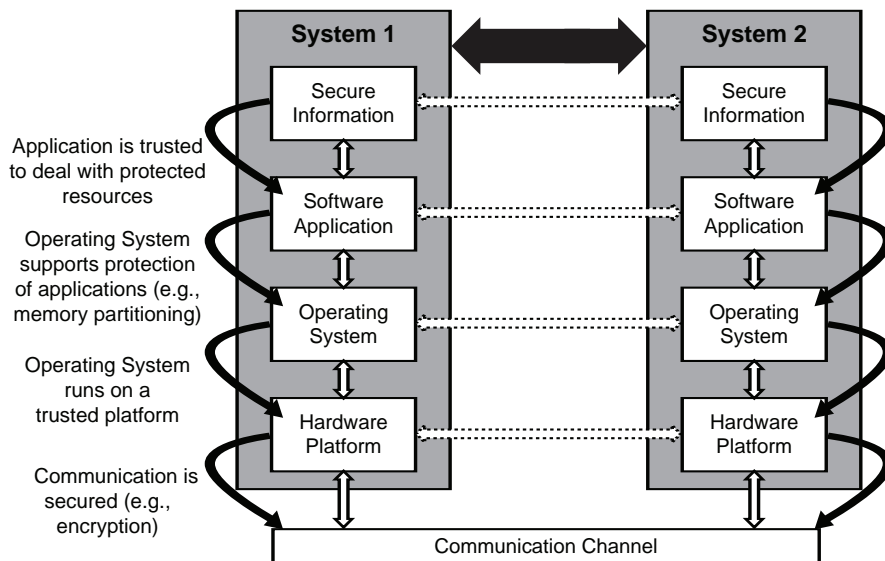 System 1
System 2
Secure
Information
Secure
Information
Application is trusted
to deal with protected
resources
Software
Application
Software
Application
Operating System
supports protection
of applications (e.g.,
memory partitioning)
Operating
System
Operating
System
Operating System
runs on a
trusted platform
Hardware
Platform
Hardware
Platform
Communication is
secured (e.g.,
encryption)
Communication Channel